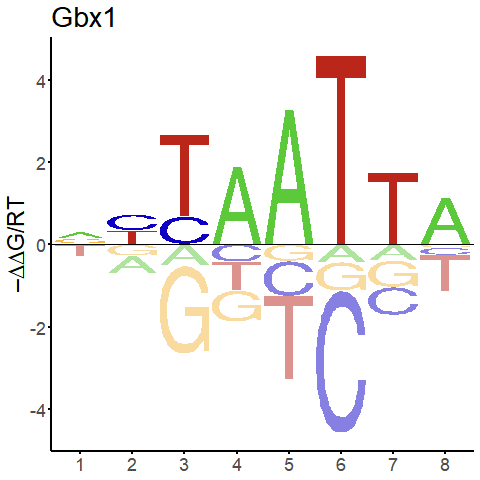 Gbx1
4
2
0
-2
-4
−ΔΔG/RT
1 2 3 4 5 6 7 8
A C T T A A T T A
G T C C G A A C
T G A T C G G T
A G G T C C